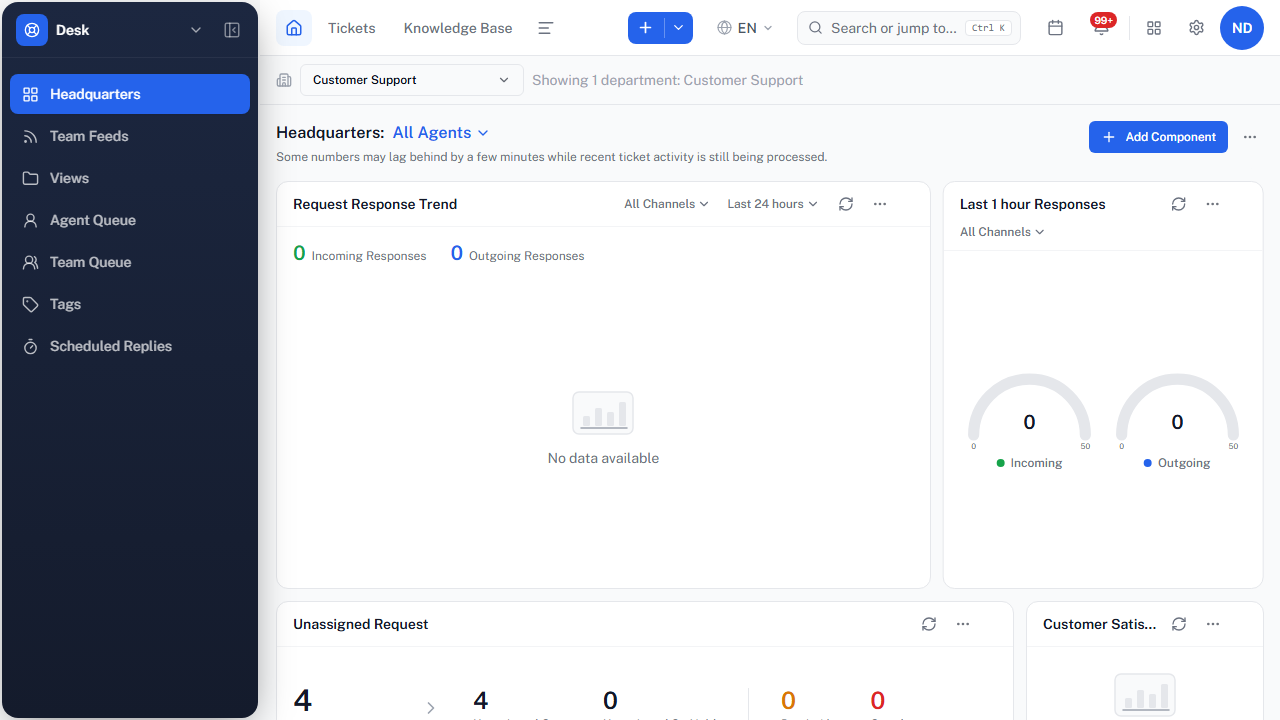 Desk
Headquarters
Team Feeds
Views
Agent Queue
Team Queue
Tags
Scheduled Replies
Tickets
Knowledge Base
EN
Search or jump to...
Ctrl K
99+
ND
Customer Support
Showing 1 department: Customer Support
Headquarters: All Agents
Some numbers may lag behind by a few minutes while recent ticket activity is still being processed.
Add Component
Request Response Trend
All Channels
Last 24 hours
0 Incoming Responses
0 Outgoing Responses
No data available
Last 1 hour Responses
All Channels
0
0 50
Incoming
0
0 50
Outgoing
Unassigned Request
4
4
0
0
0
Customer Satis...